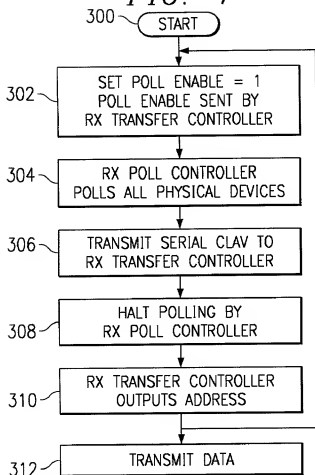 300
START
302
SET POLL ENABLE = 1
POLL ENABLE SENT BY
RX TRANSFER CONTROLLER
304
RX POLL CONTROLLER
POLLS ALL PHYSICAL DEVICES
306
TRANSMIT SERIAL CLAV TO
RX TRANSFER CONTROLLER
308
HALT POLLING BY
RX POLL CONTROLLER
310
RX TRANSFER CONTROLLER
OUTPUTS ADDRESS
312
TRANSMIT DATA